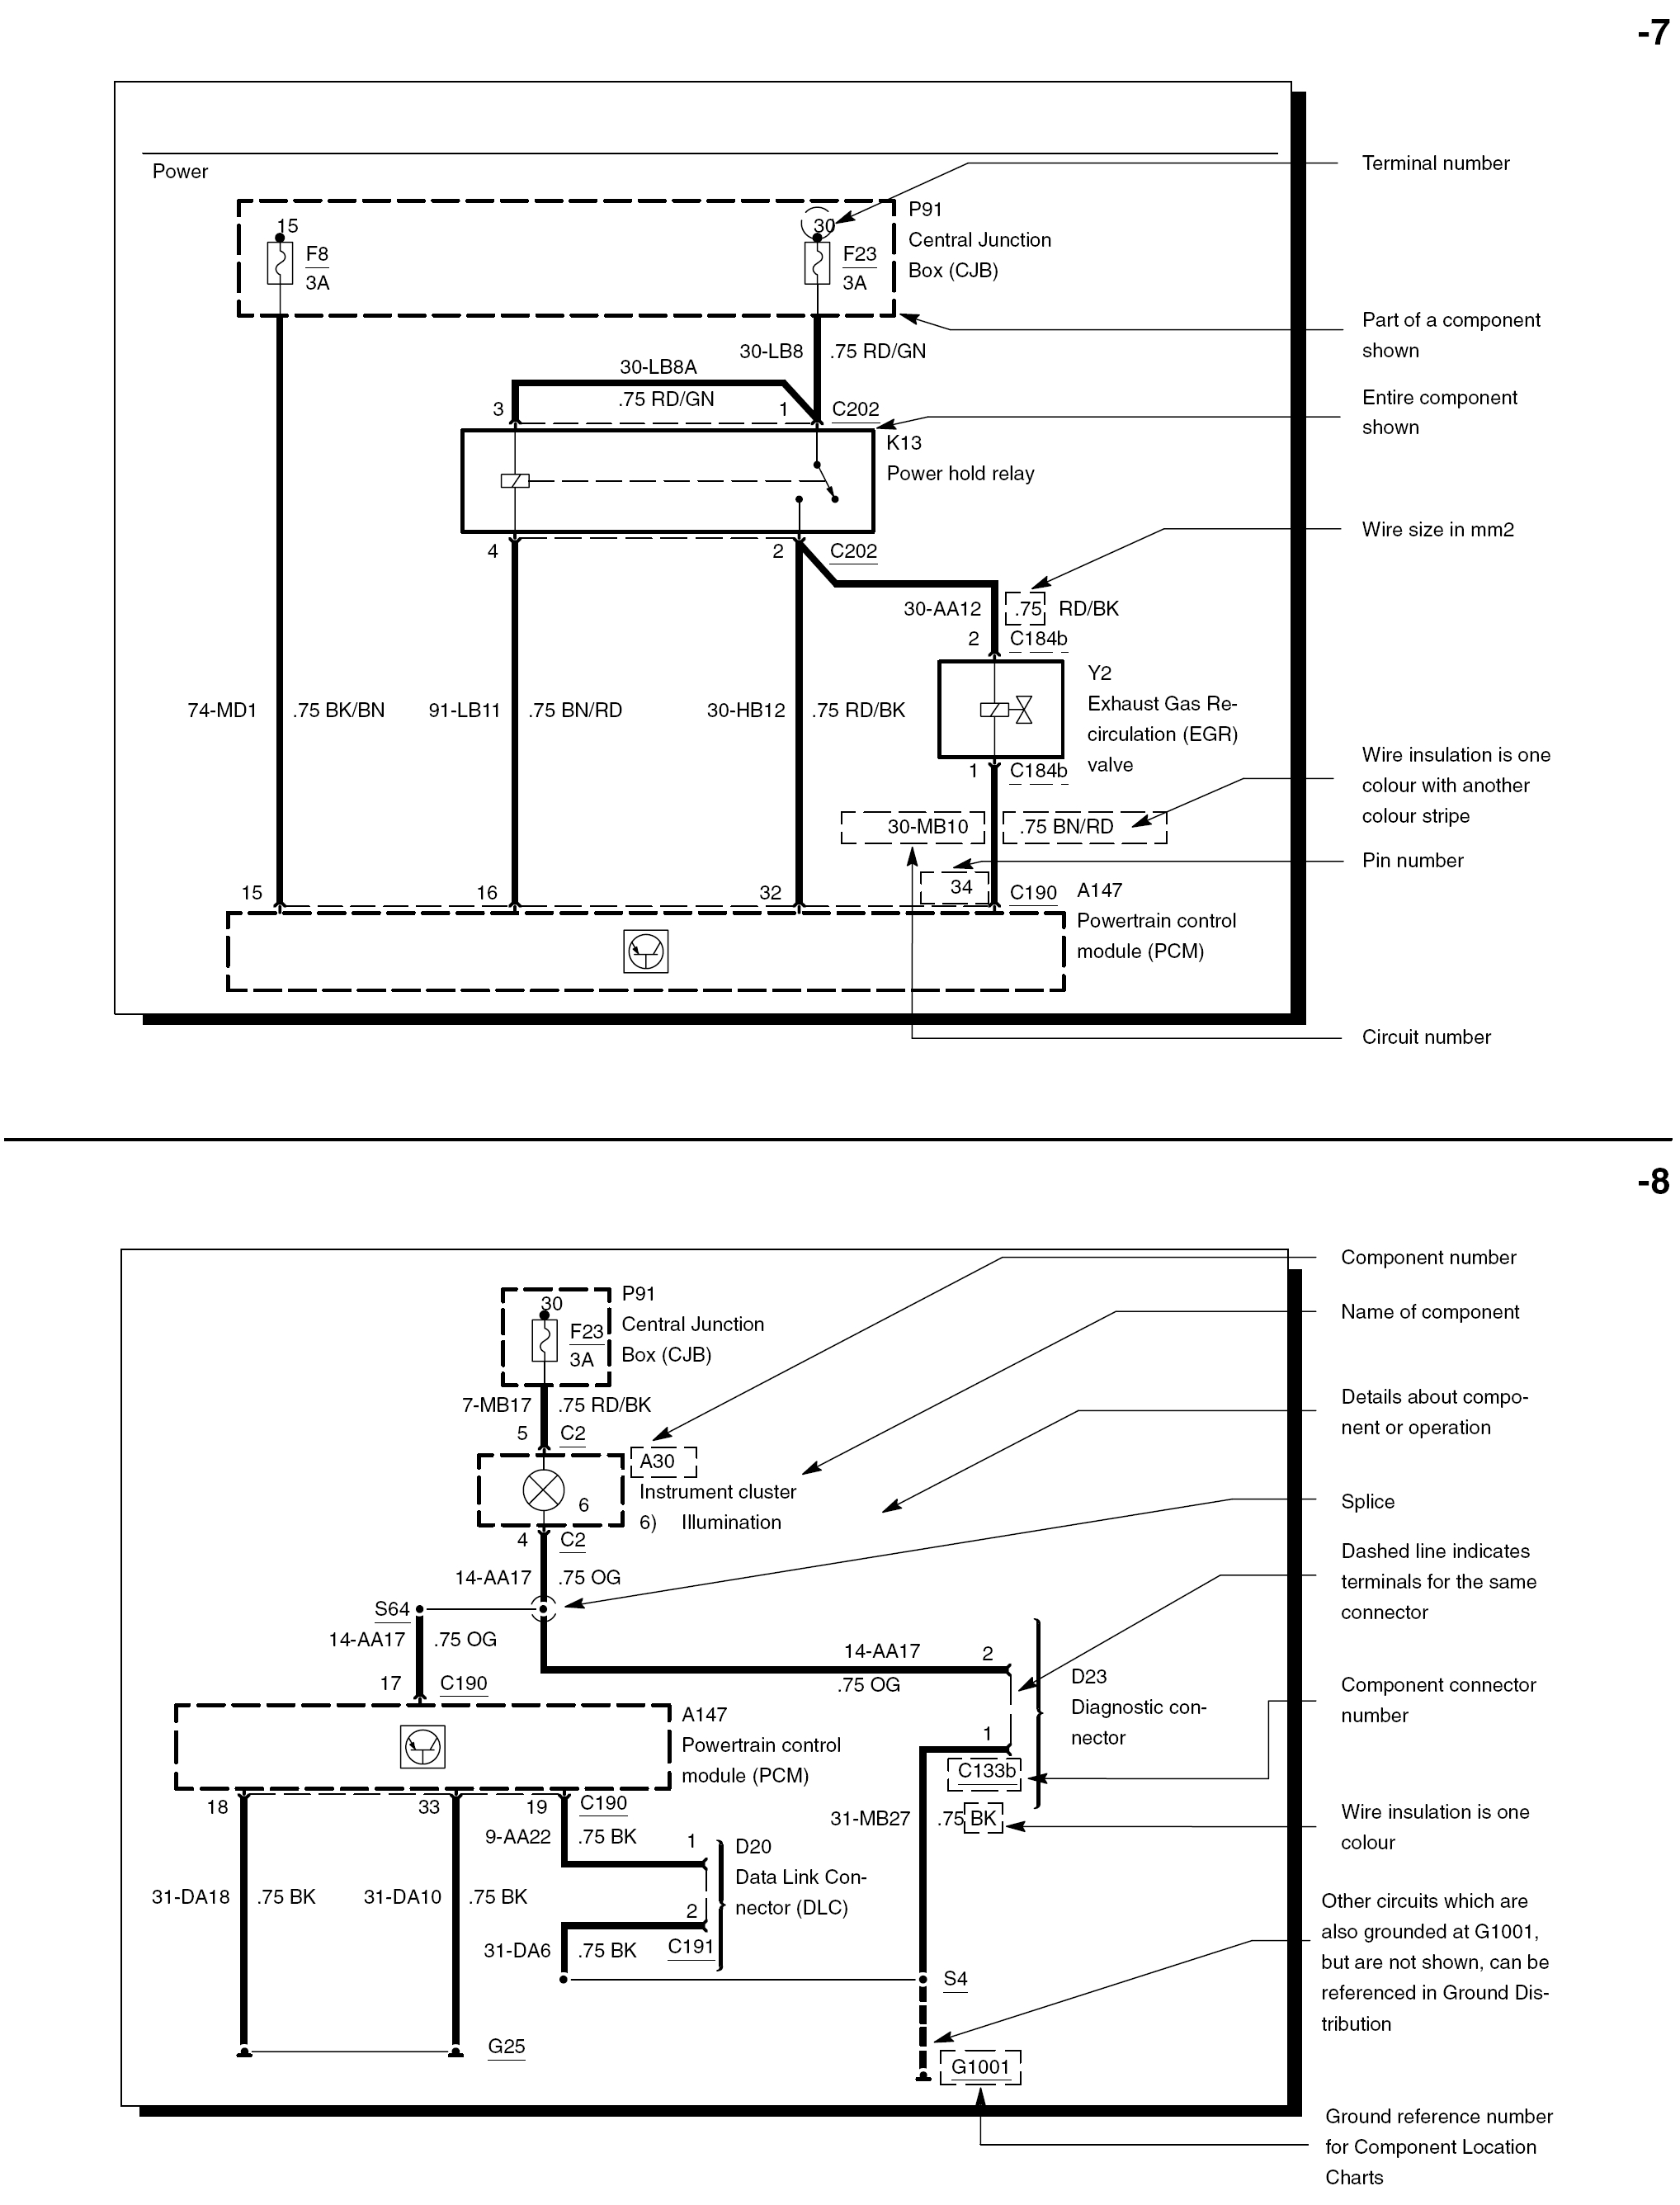 -7
Power
Terminal number
15
F8
3A
30
F23
3A
P91
Central Junction
Box (CJB)
Part of a component
shown
30-LB8 .75 RD/GN
30-LB8A
.75 RD/GN
3 1 C202
Entire component
shown
K13
Power hold relay
4 2 C202
Wire size in mm2
30-AA12 .75 RD/BK
2 C184b
Y2
Exhaust Gas Re-
circulation (EGR)
valve
74-MD1 .75 BK/BN 91-LB11 .75 BN/RD 30-HB12 .75 RD/BK
1 C184b
Wire insulation is one
colour with another
colour stripe
30-MB10 .75 BN/RD
Pin number
15 16 32 34 C190
A147
Powertrain control
module (PCM)
Circuit number
-8
Component number
30
F23
3A
P91
Central Junction
Box (CJB)
Name of component
7-MB17 .75 RD/BK
5 C2
Details about compo-
nent or operation
A30
Instrument cluster
6) Illumination
6
4 C2
Splice
14-AA17 .75 OG
S64
14-AA17 .75 OG
Dashed line indicates
terminals for the same
connector
14-AA17 2
.75 OG
17 C190
D23
Diagnostic con-
nector
Component connector
number
A147
Powertrain control
module (PCM)
1
C133b
18 33 19 C190
31-MB27 .75 BK
Wire insulation is one
colour
9-AA22 .75 BK 1
D20
Data Link Con-
nector (DLC)
31-DA18 .75 BK 31-DA10 .75 BK
2
31-DA6 .75 BK C191
Other circuits which are
also grounded at G1001,
but are not shown, can be
referenced in Ground Dis-
tribution
S4
G25
G1001
Ground reference number
for Component Location
Charts